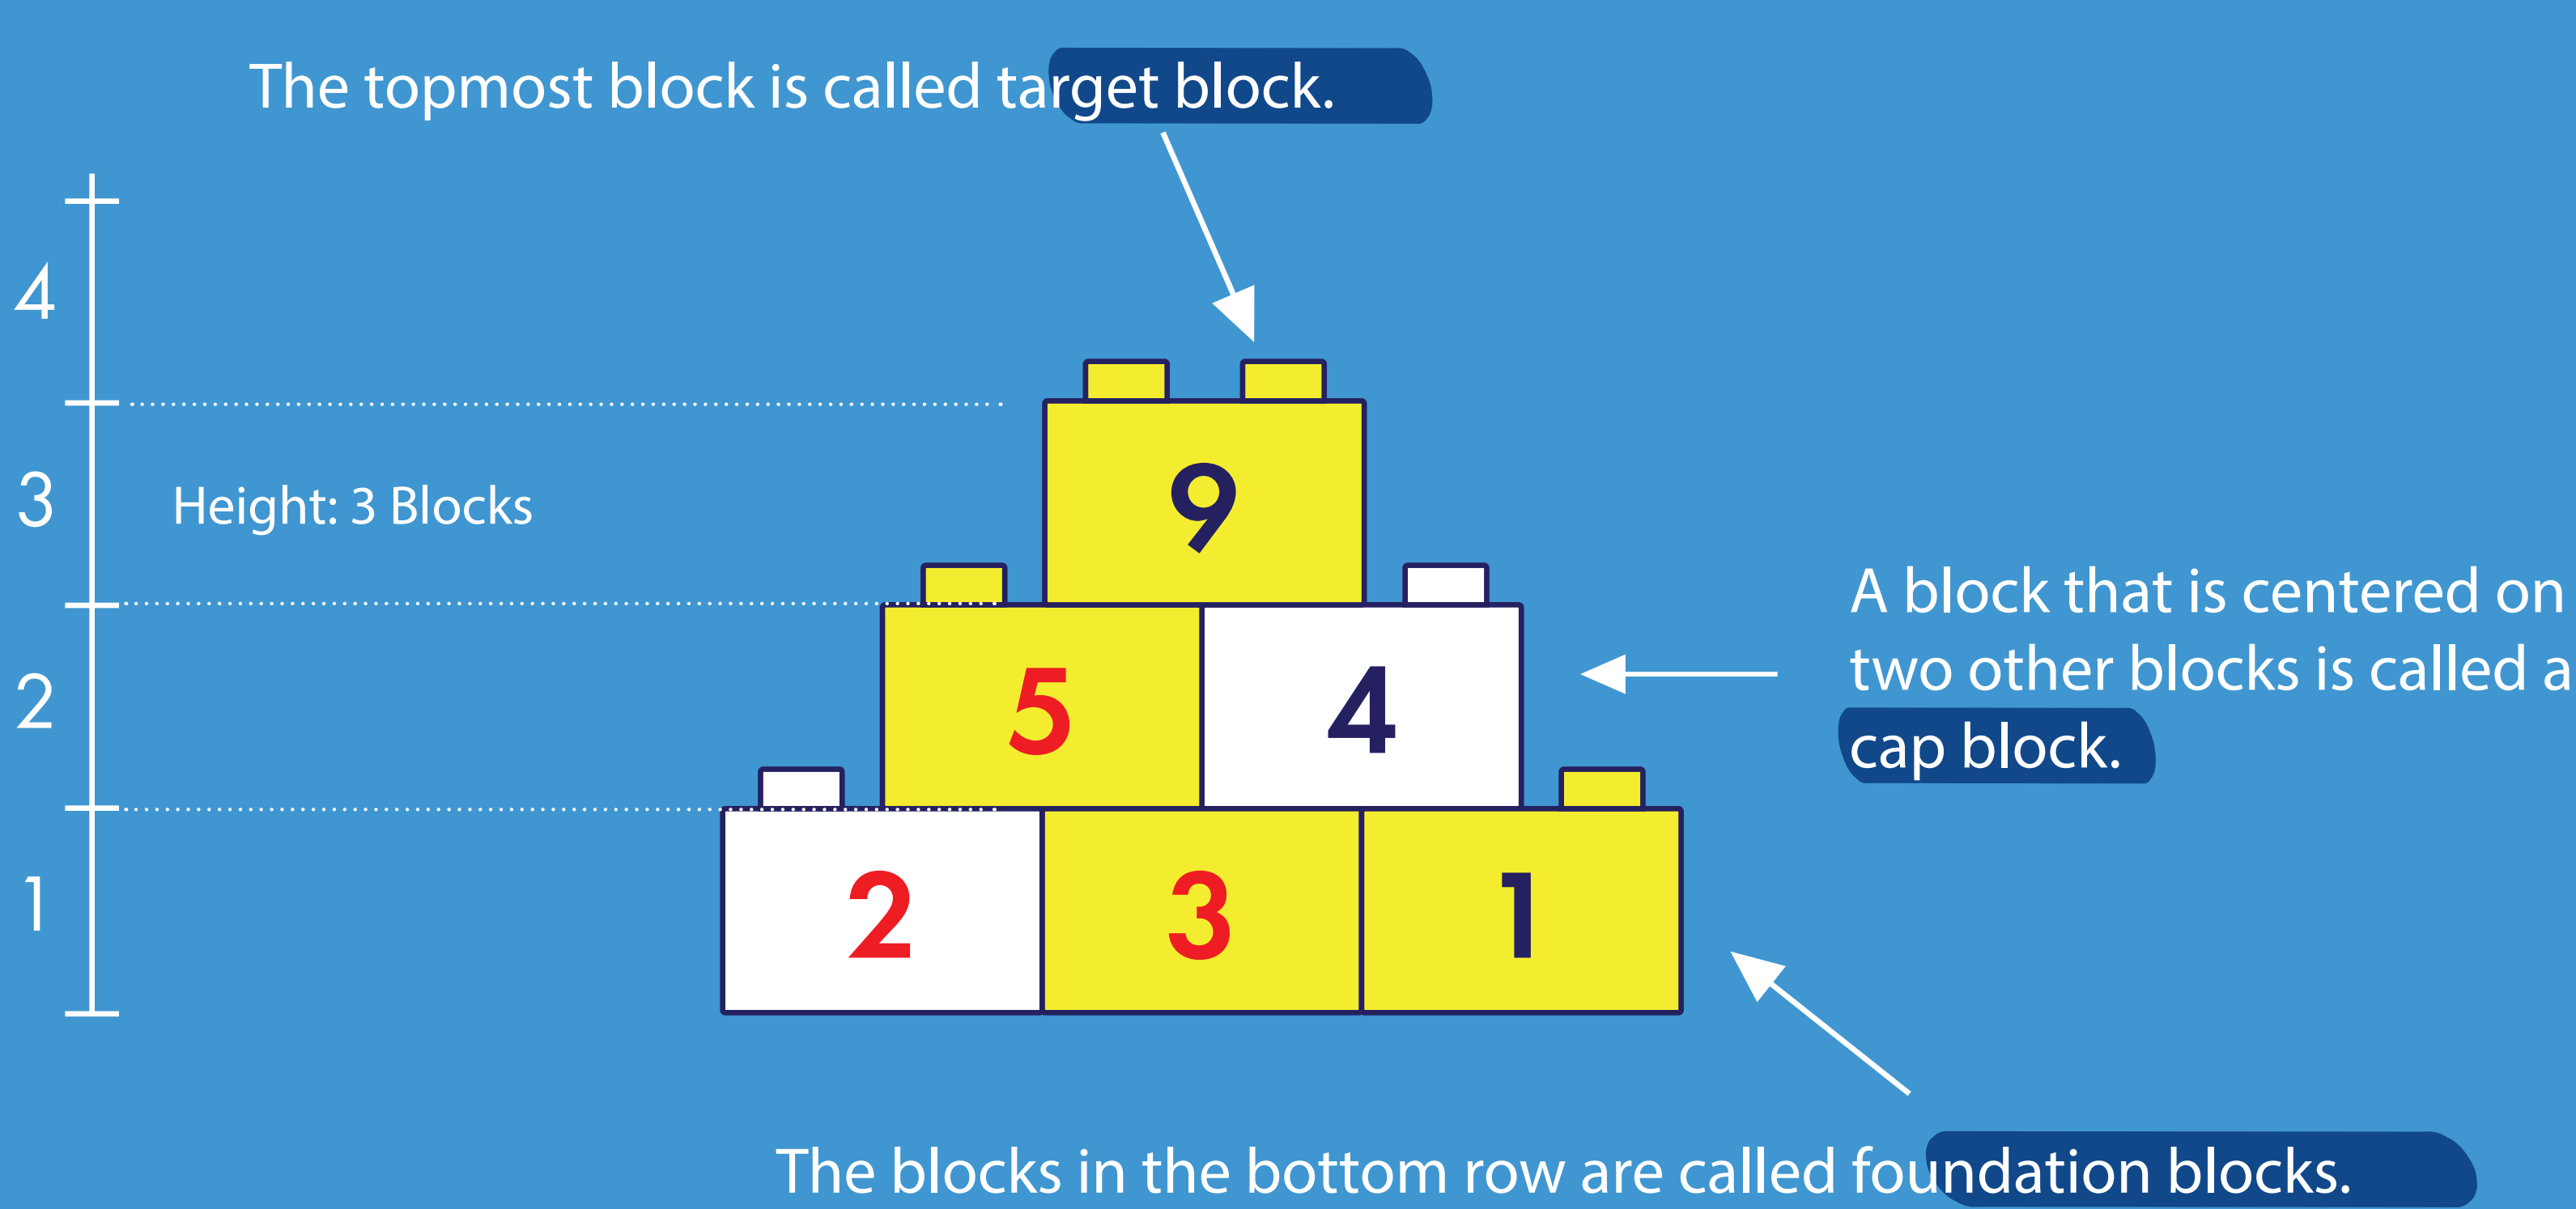 The topmost block is called target block.
4
3
Height: 3 Blocks
2
1
9
5 4
2 3 1
A block that is centered on
two other blocks is called a
cap block.
The blocks in the bottom row are called foundation blocks.